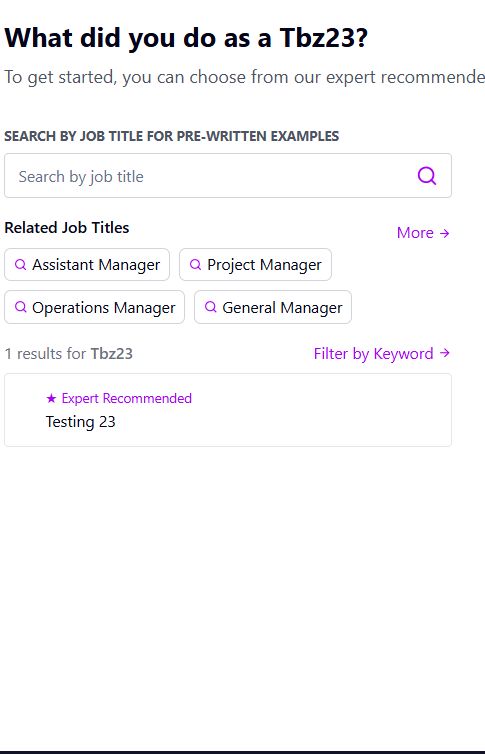 What did you do as a Tbz23?
To get started, you can choose from our expert recommende
SEARCH BY JOB TITLE FOR PRE-WRITTEN EXAMPLES
Search by job title
Related Job Titles
More →
Assistant Manager
Project Manager
Operations Manager
General Manager
1 results for Tbz23
Filter by Keyword →
★ Expert Recommended
Testing 23